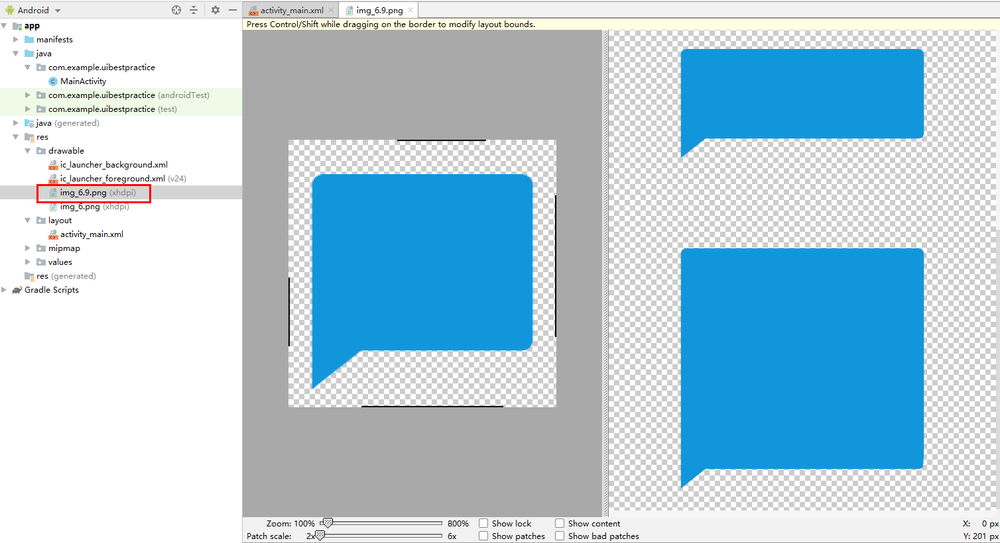 Android
activity_main.xml
img_6.9.png
Press Control/Shift while dragging on the border to modify layout bounds.
app
manifests
java
com.example.uibestpractice
MainActivity
com.example.uibestpractice (androidTest)
com.example.uibestpractice (test)
java (generated)
res
drawable
ic_launcher_background.xml
ic_launcher_foreground.xml (v24)
img_6.9.png (xhdpi)
img_6.png (xhdpi)
layout
activity_main.xml
mipmap
values
res (generated)
Gradle Scripts
Zoom: 100% 800% Show lock Show content X: 0 px
Patch scale: 2x 6x Show patches Show bad patches Y: 201 px